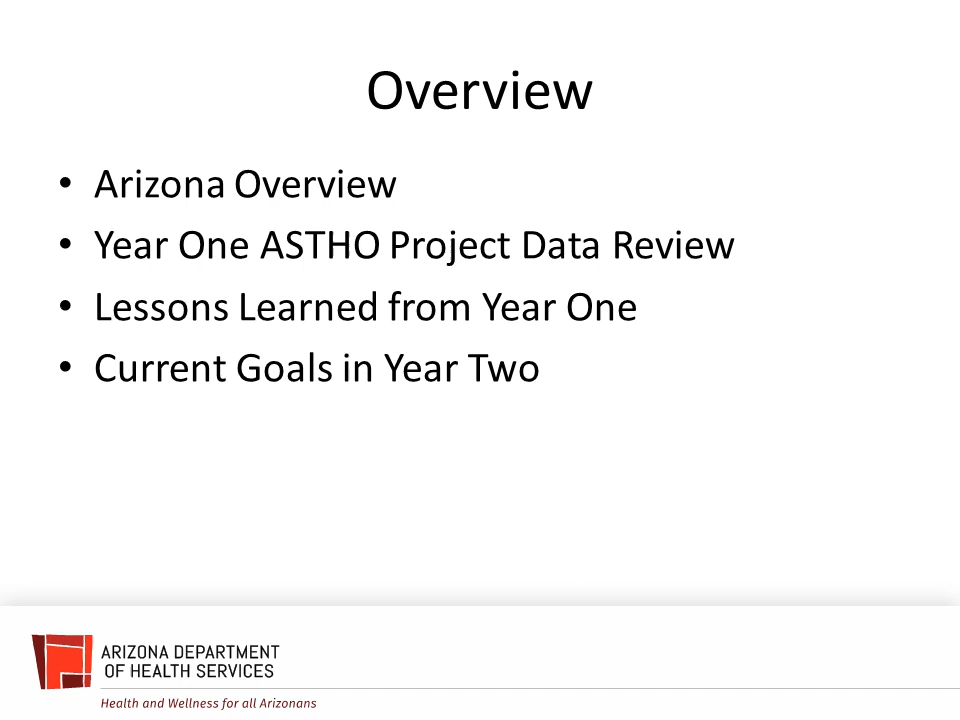 Overview
• Arizona Overview
• Year One ASTHO Project Data Review
• Lessons Learned from Year One
• Current Goals in Year Two
ARIZONA DEPARTMENT
OF HEALTH SERVICES
Health and Wellness for all Arizonans